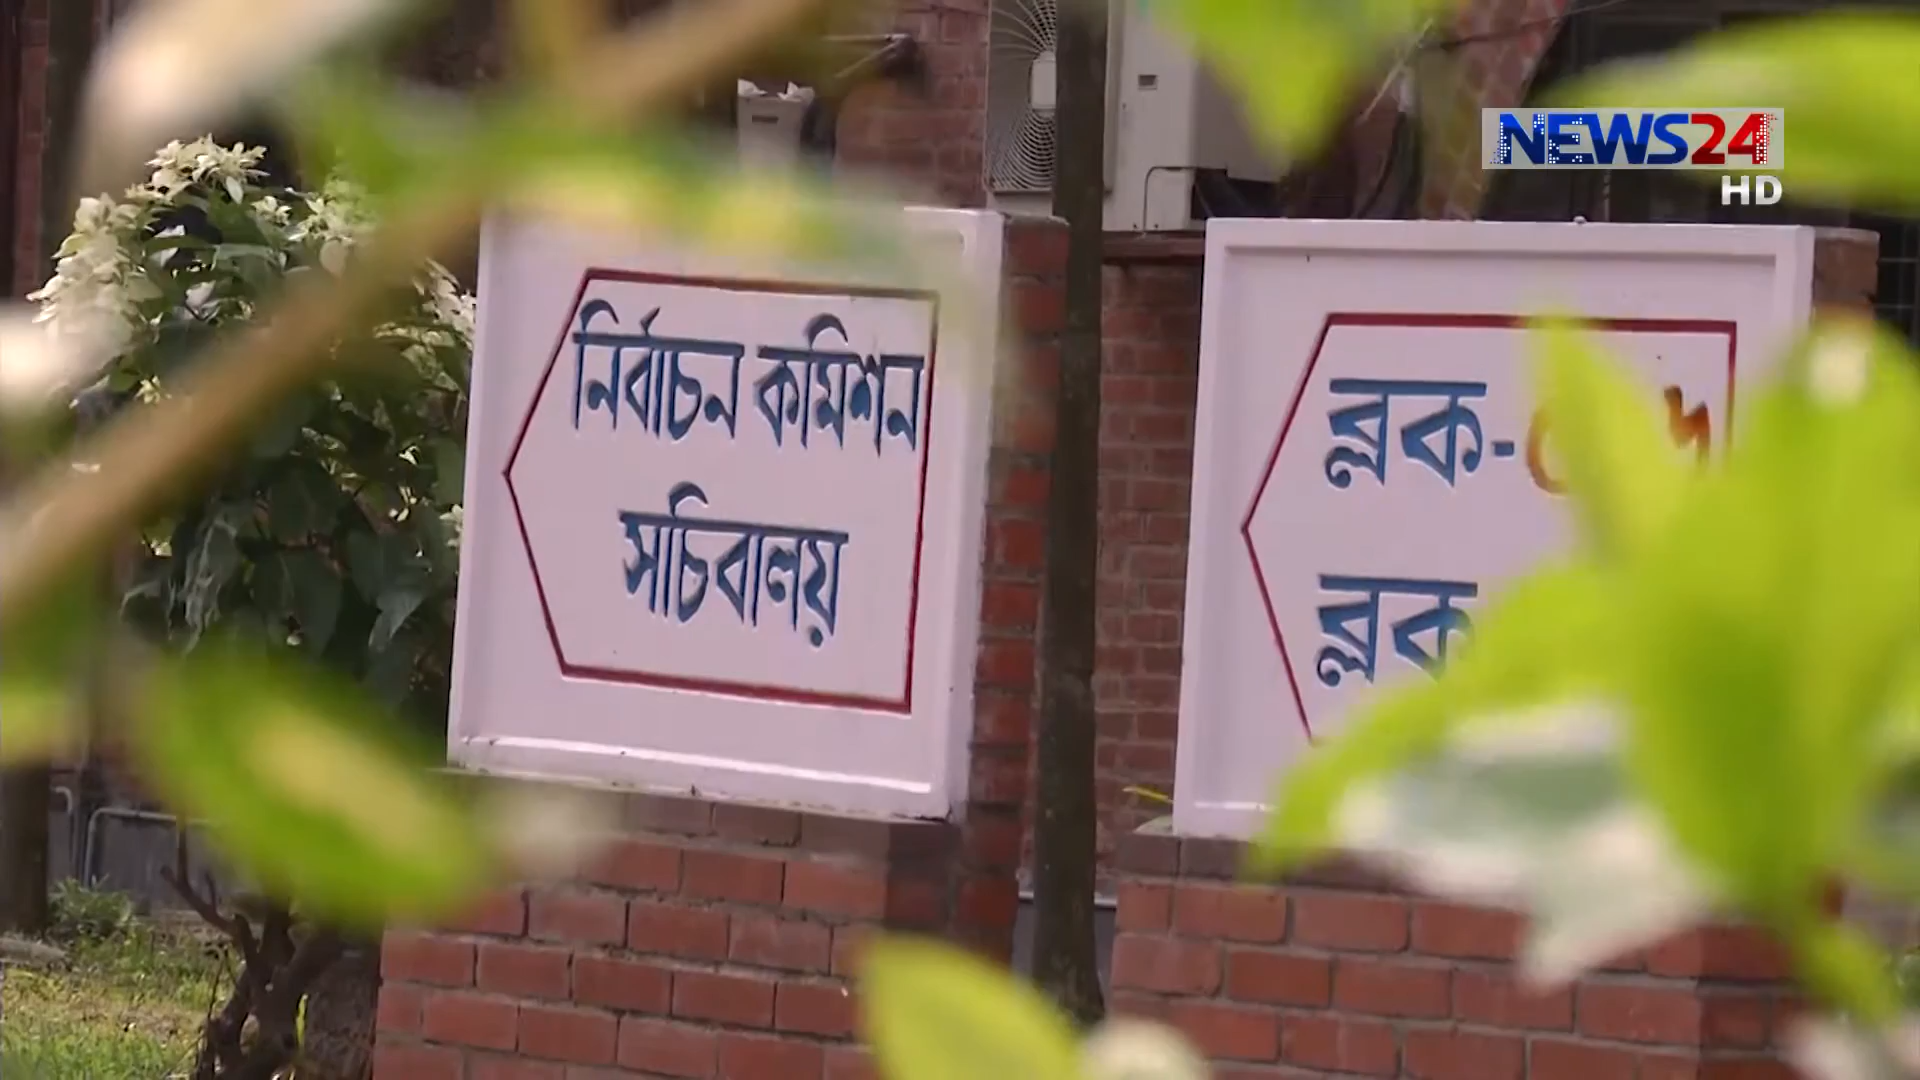 NEWS24
HD
নির্বাচন কমিশন
সচিবালয়
ব্লক-
ব্লক